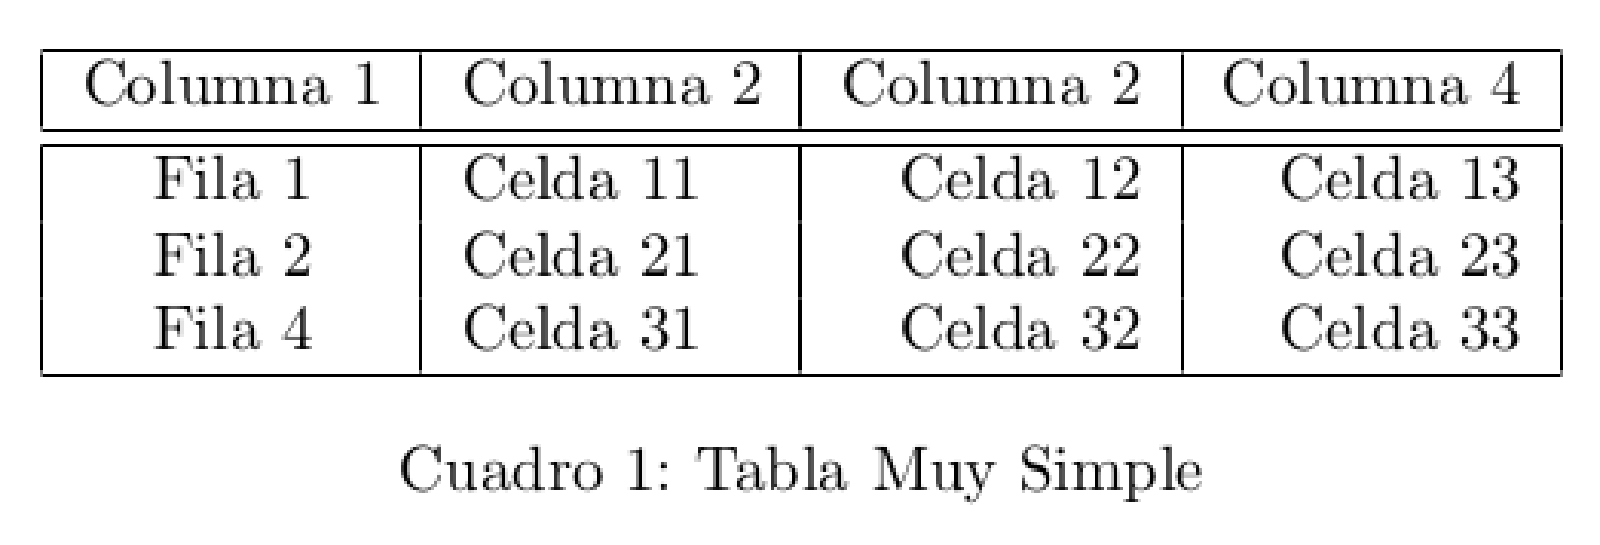 Columna 1 Columna 2 Columna 2 Columna 4
Fila 1 Celda 11 Celda 12 Celda 13
Fila 2 Celda 21 Celda 22 Celda 23
Fila 4 Celda 31 Celda 32 Celda 33
Cuadro 1: Tabla Muy Simple